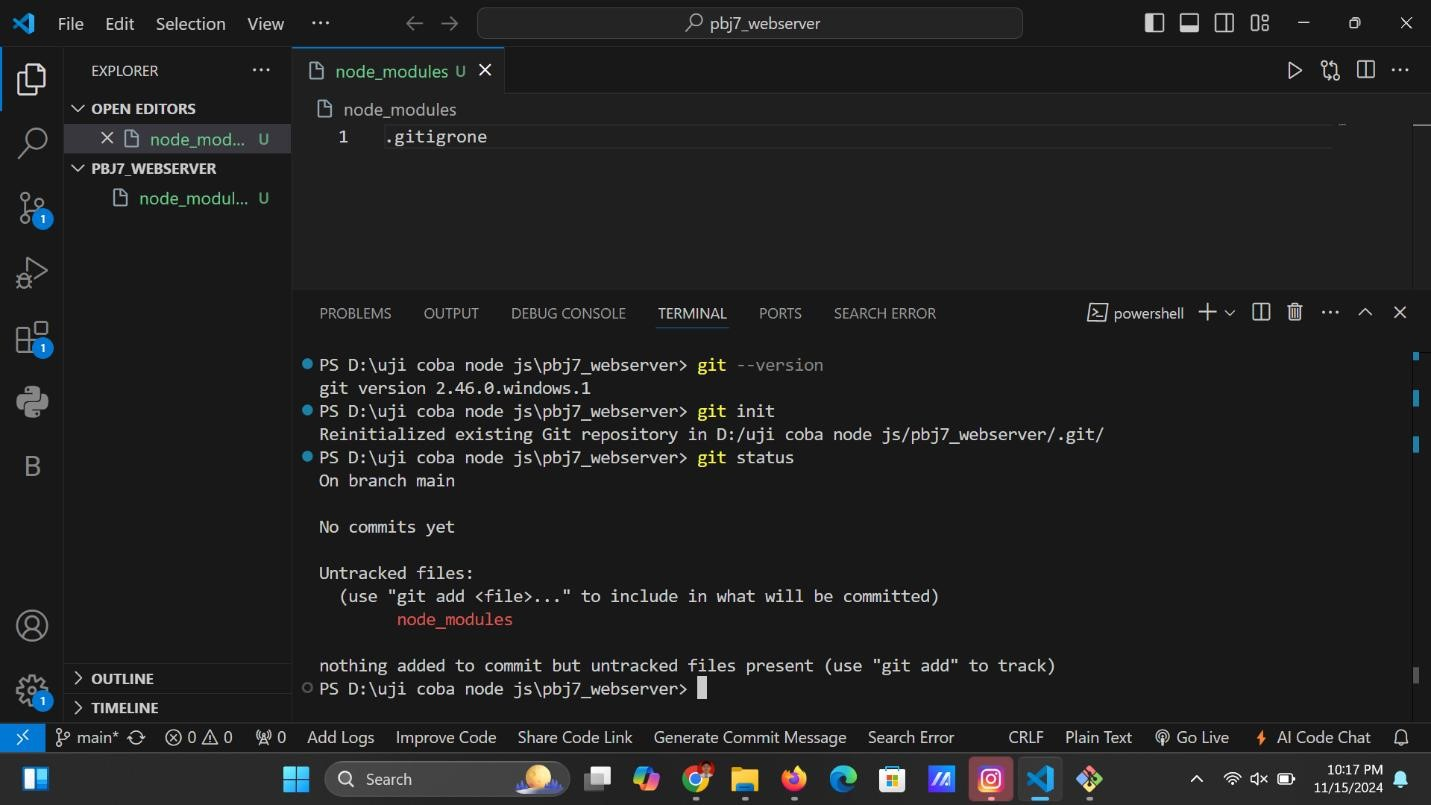 File Edit Selection View ··· pbj7_webserver
EXPLORER ···
OPEN EDITORS
node_mod... U
PBJ7_WEBSERVER
node_modul... U
OUTLINE
TIMELINE
1
1
B
1
node_modules U
node_modules
1 .gitigrone
PROBLEMS OUTPUT DEBUG CONSOLE TERMINAL PORTS SEARCH ERROR powershell
PS D:\uji coba node js\pbj7_webserver> git --version
git version 2.46.0.windows.1
PS D:\uji coba node js\pbj7_webserver> git init
Reinitialized existing Git repository in D:/uji coba node js/pbj7_webserver/.git/
PS D:\uji coba node js\pbj7_webserver> git status
On branch main
No commits yet
Untracked files:
(use "git add <file>..." to include in what will be committed)
node_modules
nothing added to commit but untracked files present (use "git add" to track)
PS D:\uji coba node js\pbj7_webserver>
main* 0 0 0 Add Logs Improve Code Share Code Link Generate Commit Message Search Error CRLF Plain Text Go Live AI Code Chat
Search 10:17 PM
11/15/2024